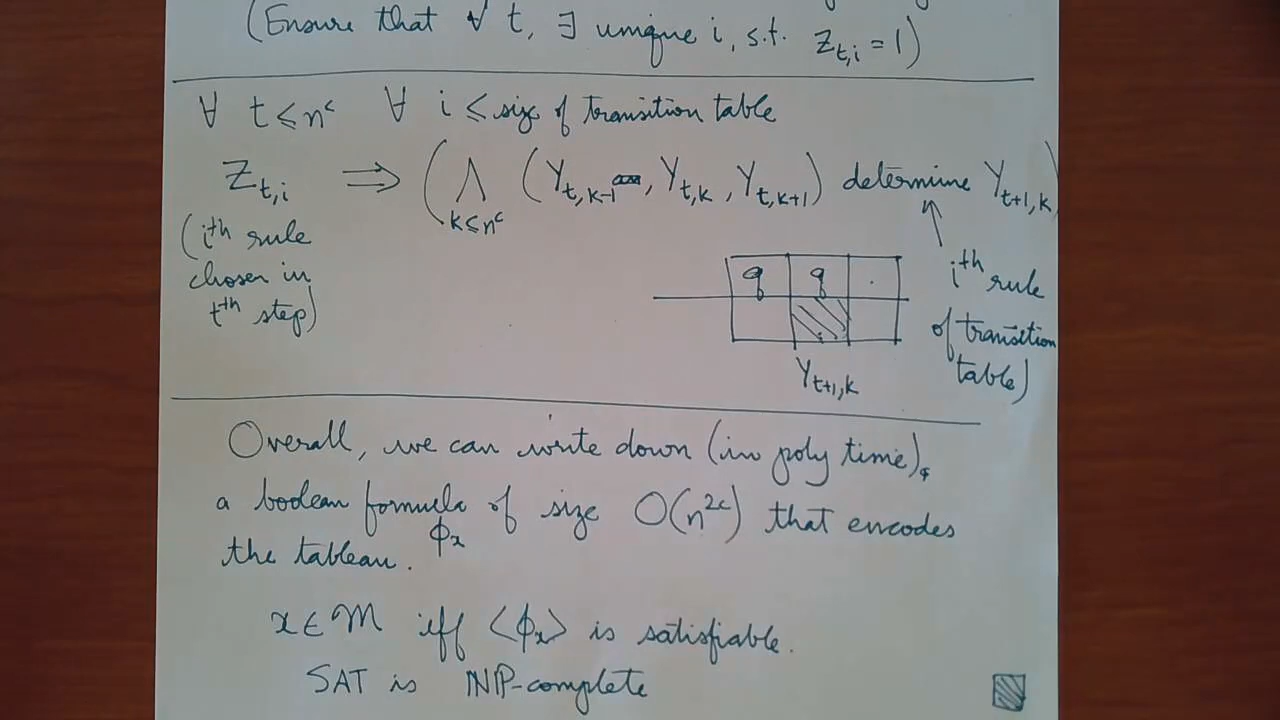 (Ensure that ∀ t, ∃ unique i, s.t. Z_{t,i} = 1)
∀ t ≤ n^c ∀ i ≤ size of transition table
Z_{t,i} ⟹ (⋀_{k≤n^c} (Y_{t,k-1}, Y_{t,k}, Y_{t,k+1}) determine Y_{t+1,k}
(i^{th} rule
chosen in
t^{th} step)
q q .
Y_{t+1,k}
i^{th} rule
of transition
table)
Overall, we can write down (in poly time),
a boolean formula φ_x of size O(n^{2c}) that encodes
the tableau.
x ∈ M iff ⟨φ_x⟩ is satisfiable.
SAT is NP-complete